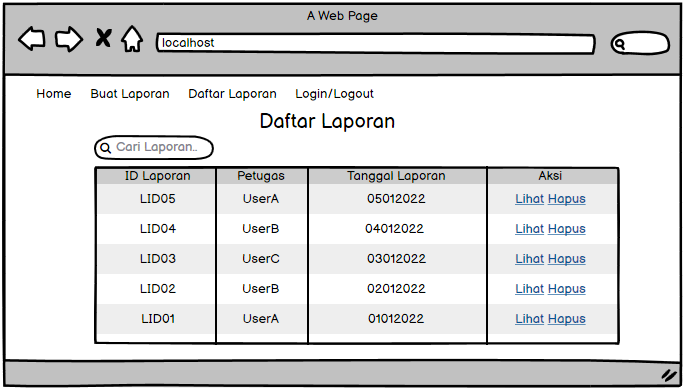 A Web Page
localhost
Home Buat Laporan Daftar Laporan Login/Logout
Daftar Laporan
Cari Laporan..
ID Laporan Petugas Tanggal Laporan Aksi
LID05 UserA 05012022 Lihat Hapus
LID04 UserB 04012022 Lihat Hapus
LID03 UserC 03012022 Lihat Hapus
LID02 UserB 02012022 Lihat Hapus
LID01 UserA 01012022 Lihat Hapus